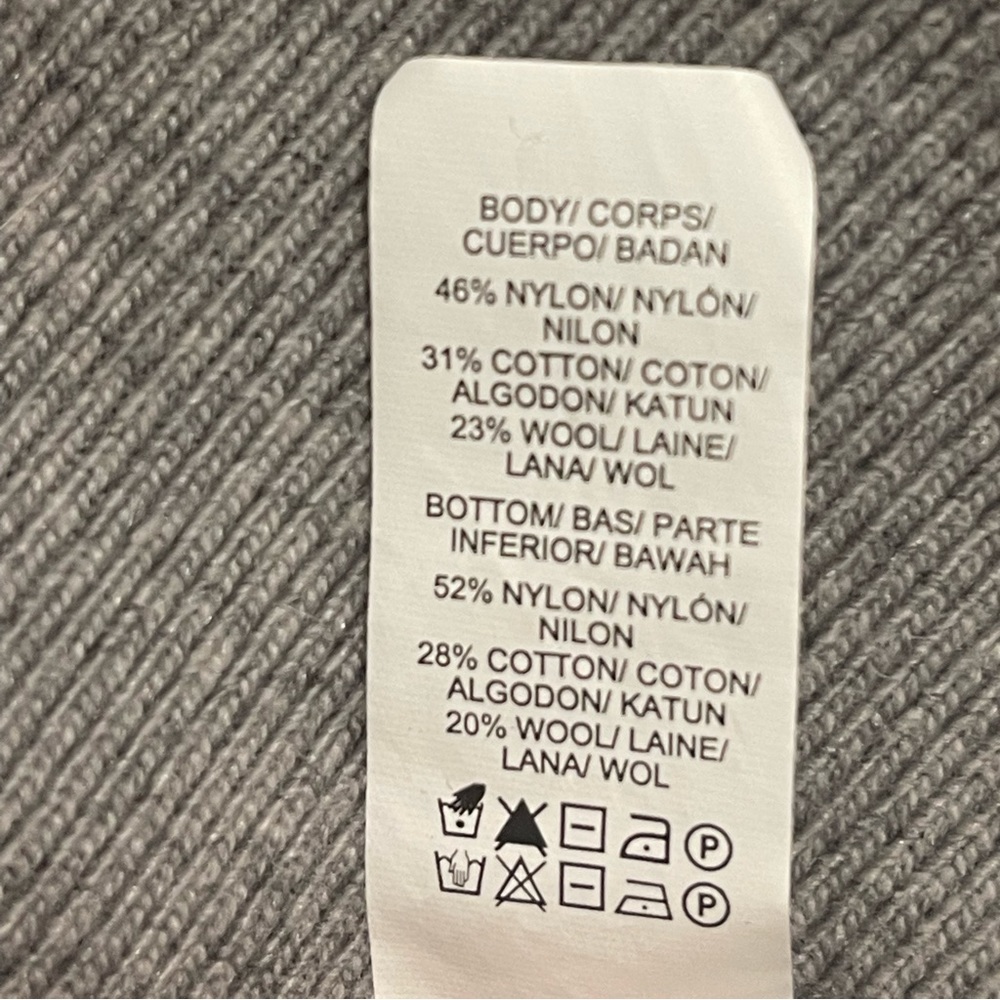 BODY/ CORPS/
CUERPO/ BADAN
46% NYLON/ NYLÓN/
NILON
31% COTTON/ COTON/
ALGODON/ KATUN
23% WOOL/ LAINE/
LANA/ WOL
BOTTOM/ BAS/ PARTE
INFERIOR/ BAWAH
52% NYLON/ NYLÓN/
NILON
28% COTTON/ COTON/
ALGODON/ KATUN
20% WOOL/ LAINE/
LANA/ WOL
P
P